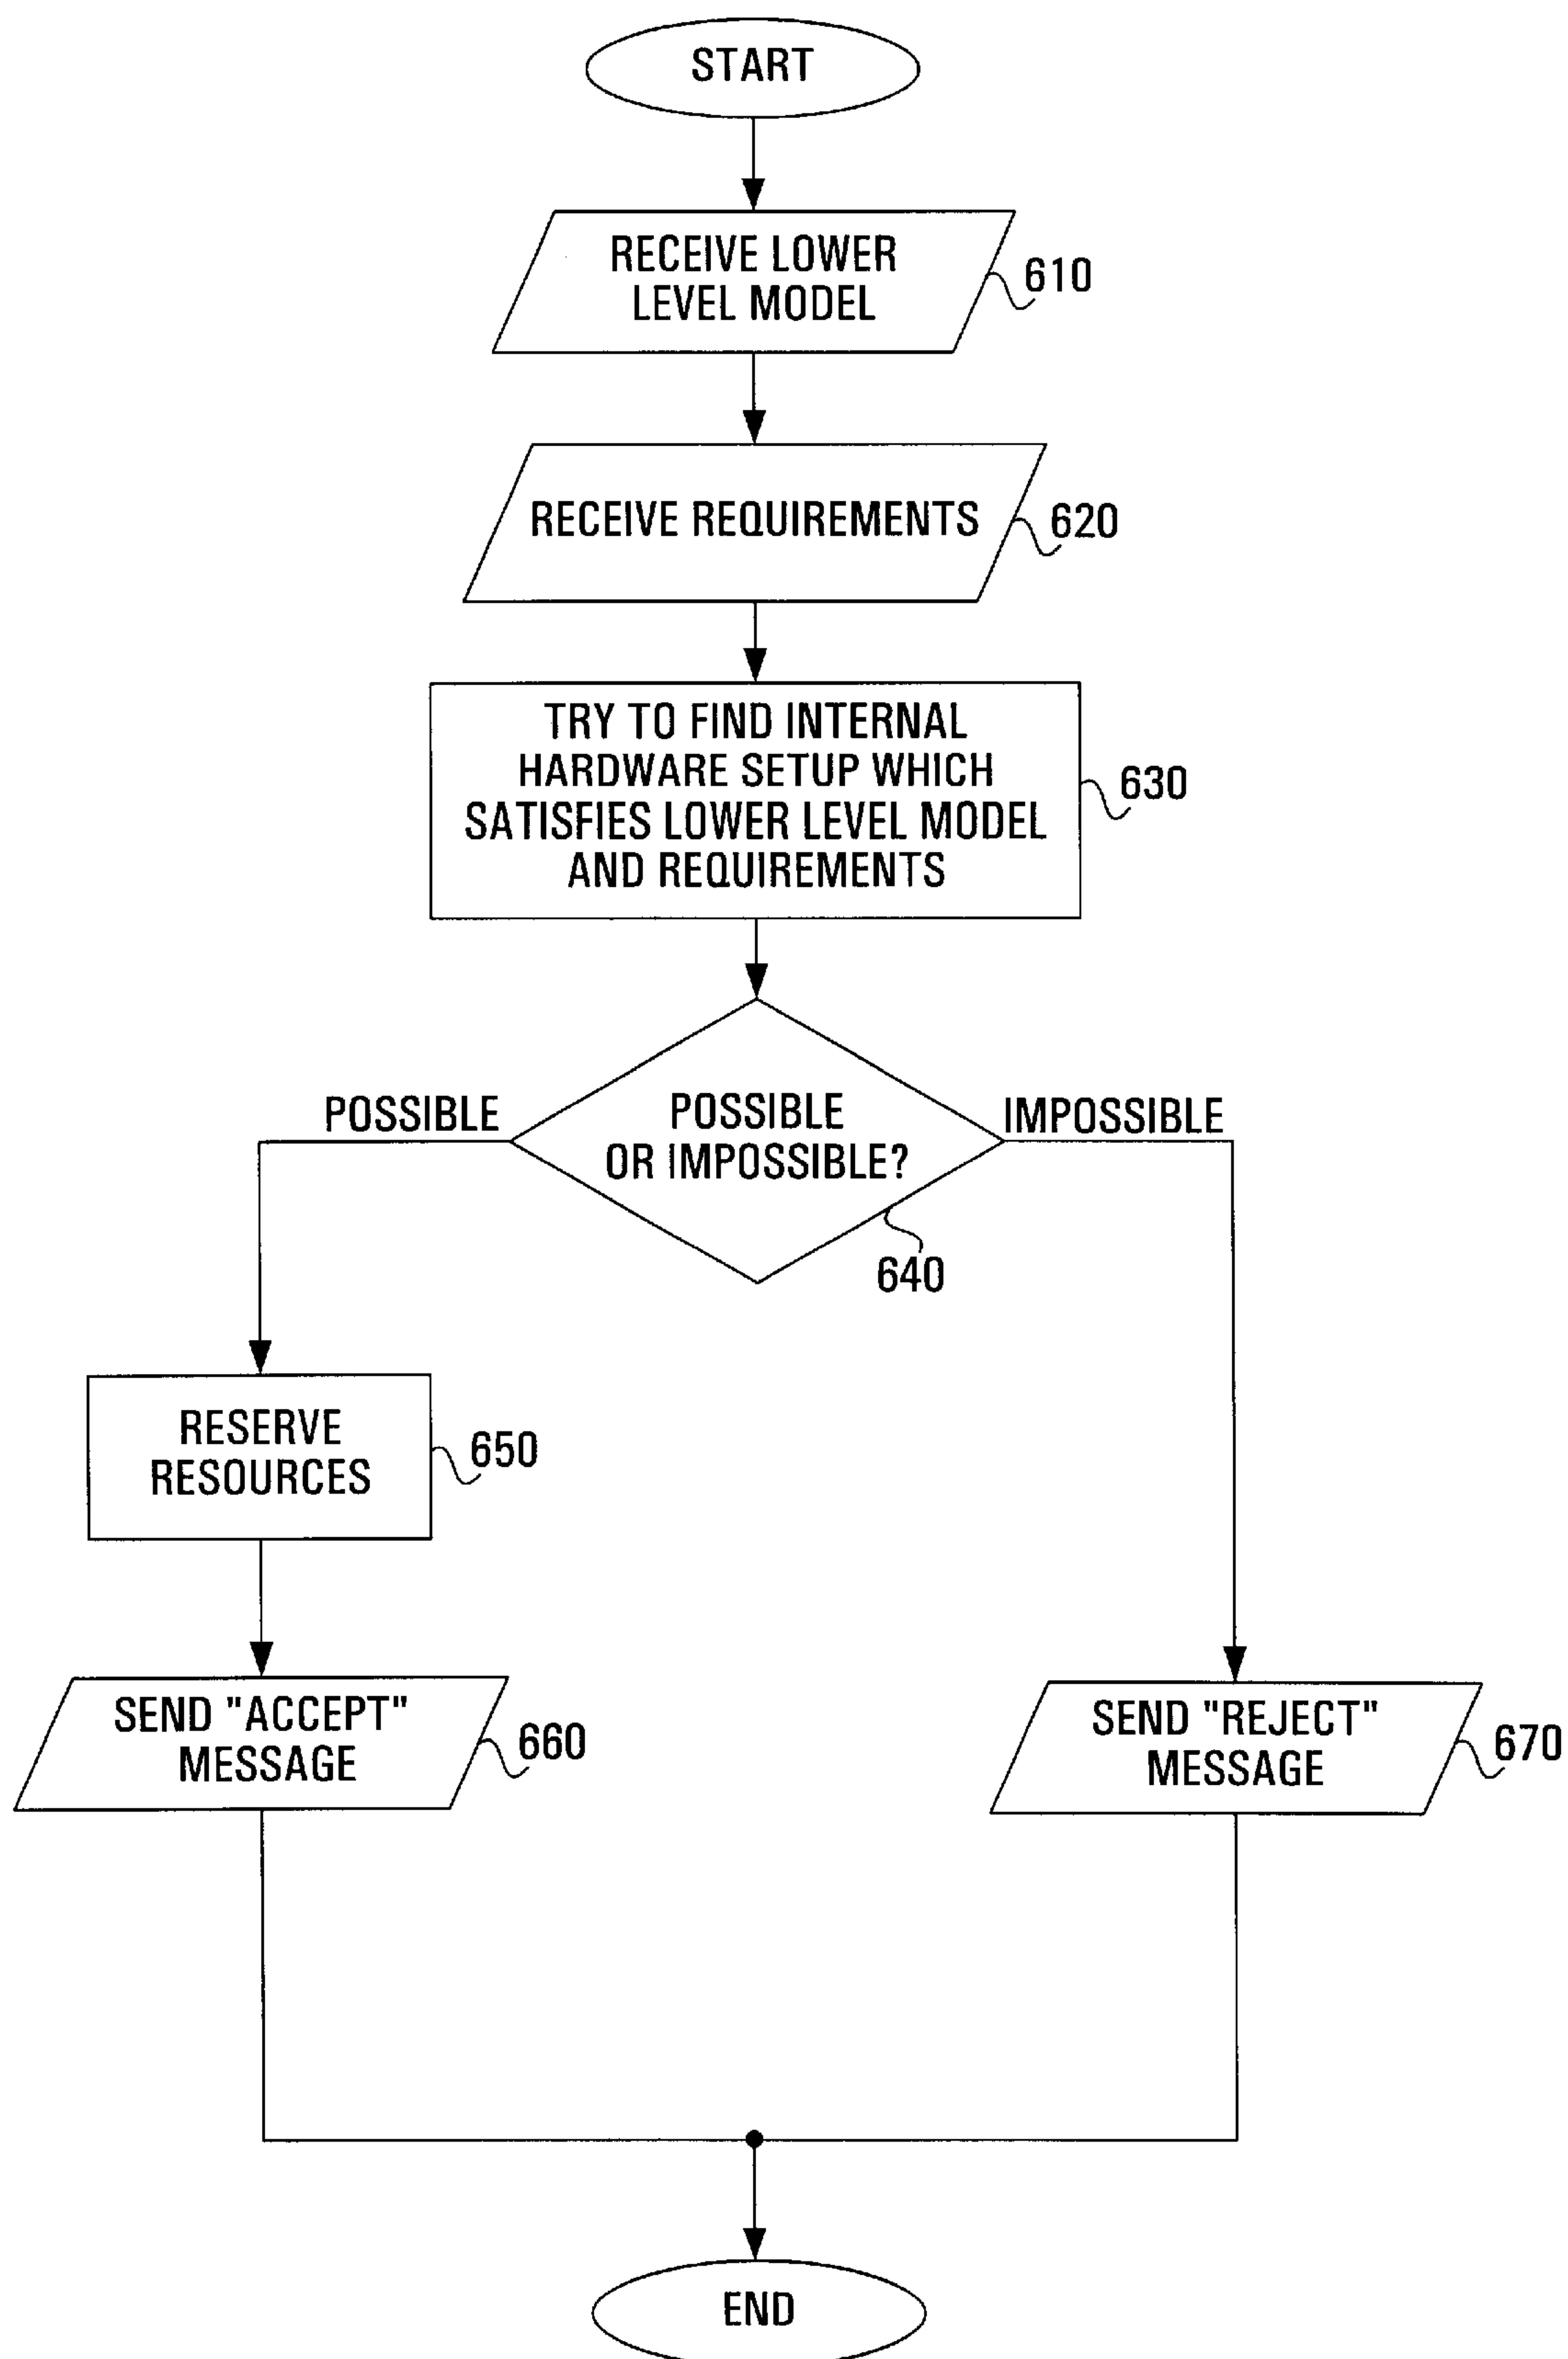 START
RECEIVE LOWER
LEVEL MODEL
610
RECEIVE REQUIREMENTS
620
TRY TO FIND INTERNAL
HARDWARE SETUP WHICH
SATISFIES LOWER LEVEL MODEL
AND REQUIREMENTS
630
POSSIBLE
POSSIBLE
OR IMPOSSIBLE?
IMPOSSIBLE
640
RESERVE
RESOURCES
650
SEND "ACCEPT"
MESSAGE
660
SEND "REJECT"
MESSAGE
670
END